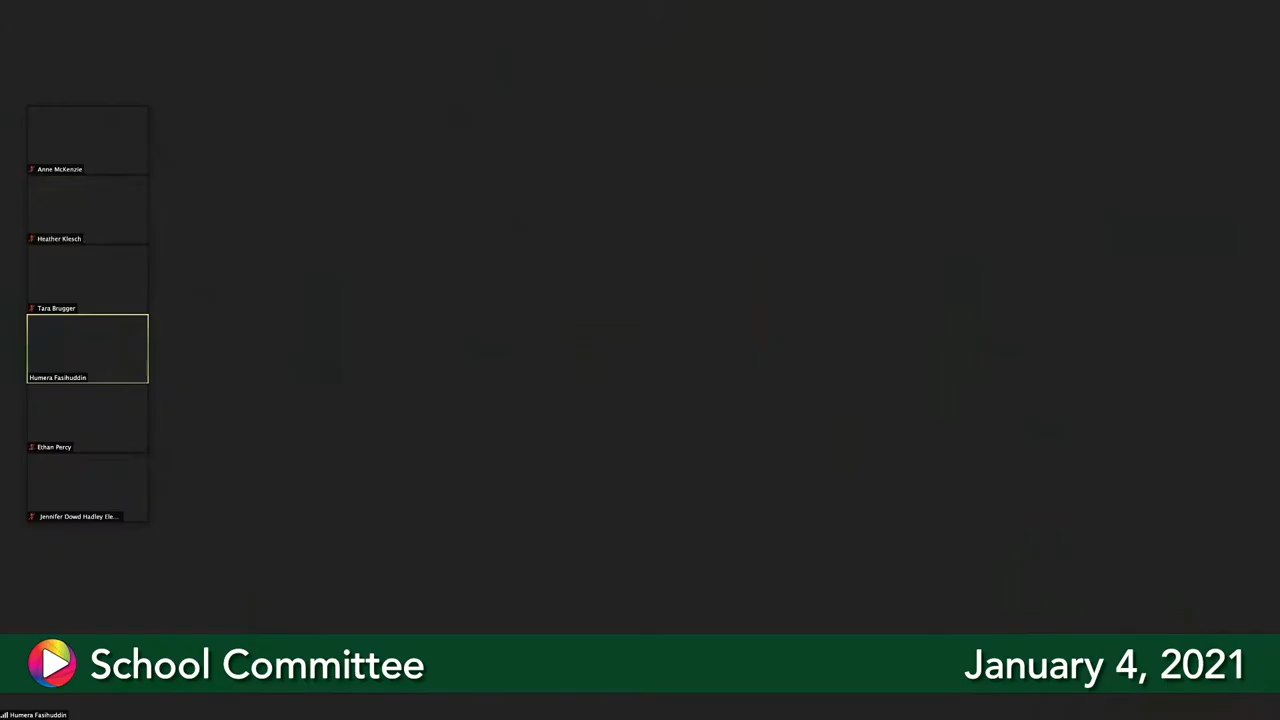 Anne McKenzie
Heather Klesch
Tara Brugger
Humera Fasihuddin
Ethan Percy
Jennifer Dowd Hadley Ele...
School Committee
January 4, 2021
Humera Fasihuddin